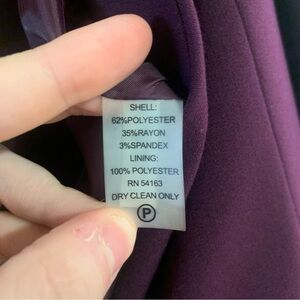 SHELL:
62%POLYESTER
35%RAYON
3%SPANDEX
LINING:
100% POLYESTER
RN 54163
DRY CLEAN ONLY
P